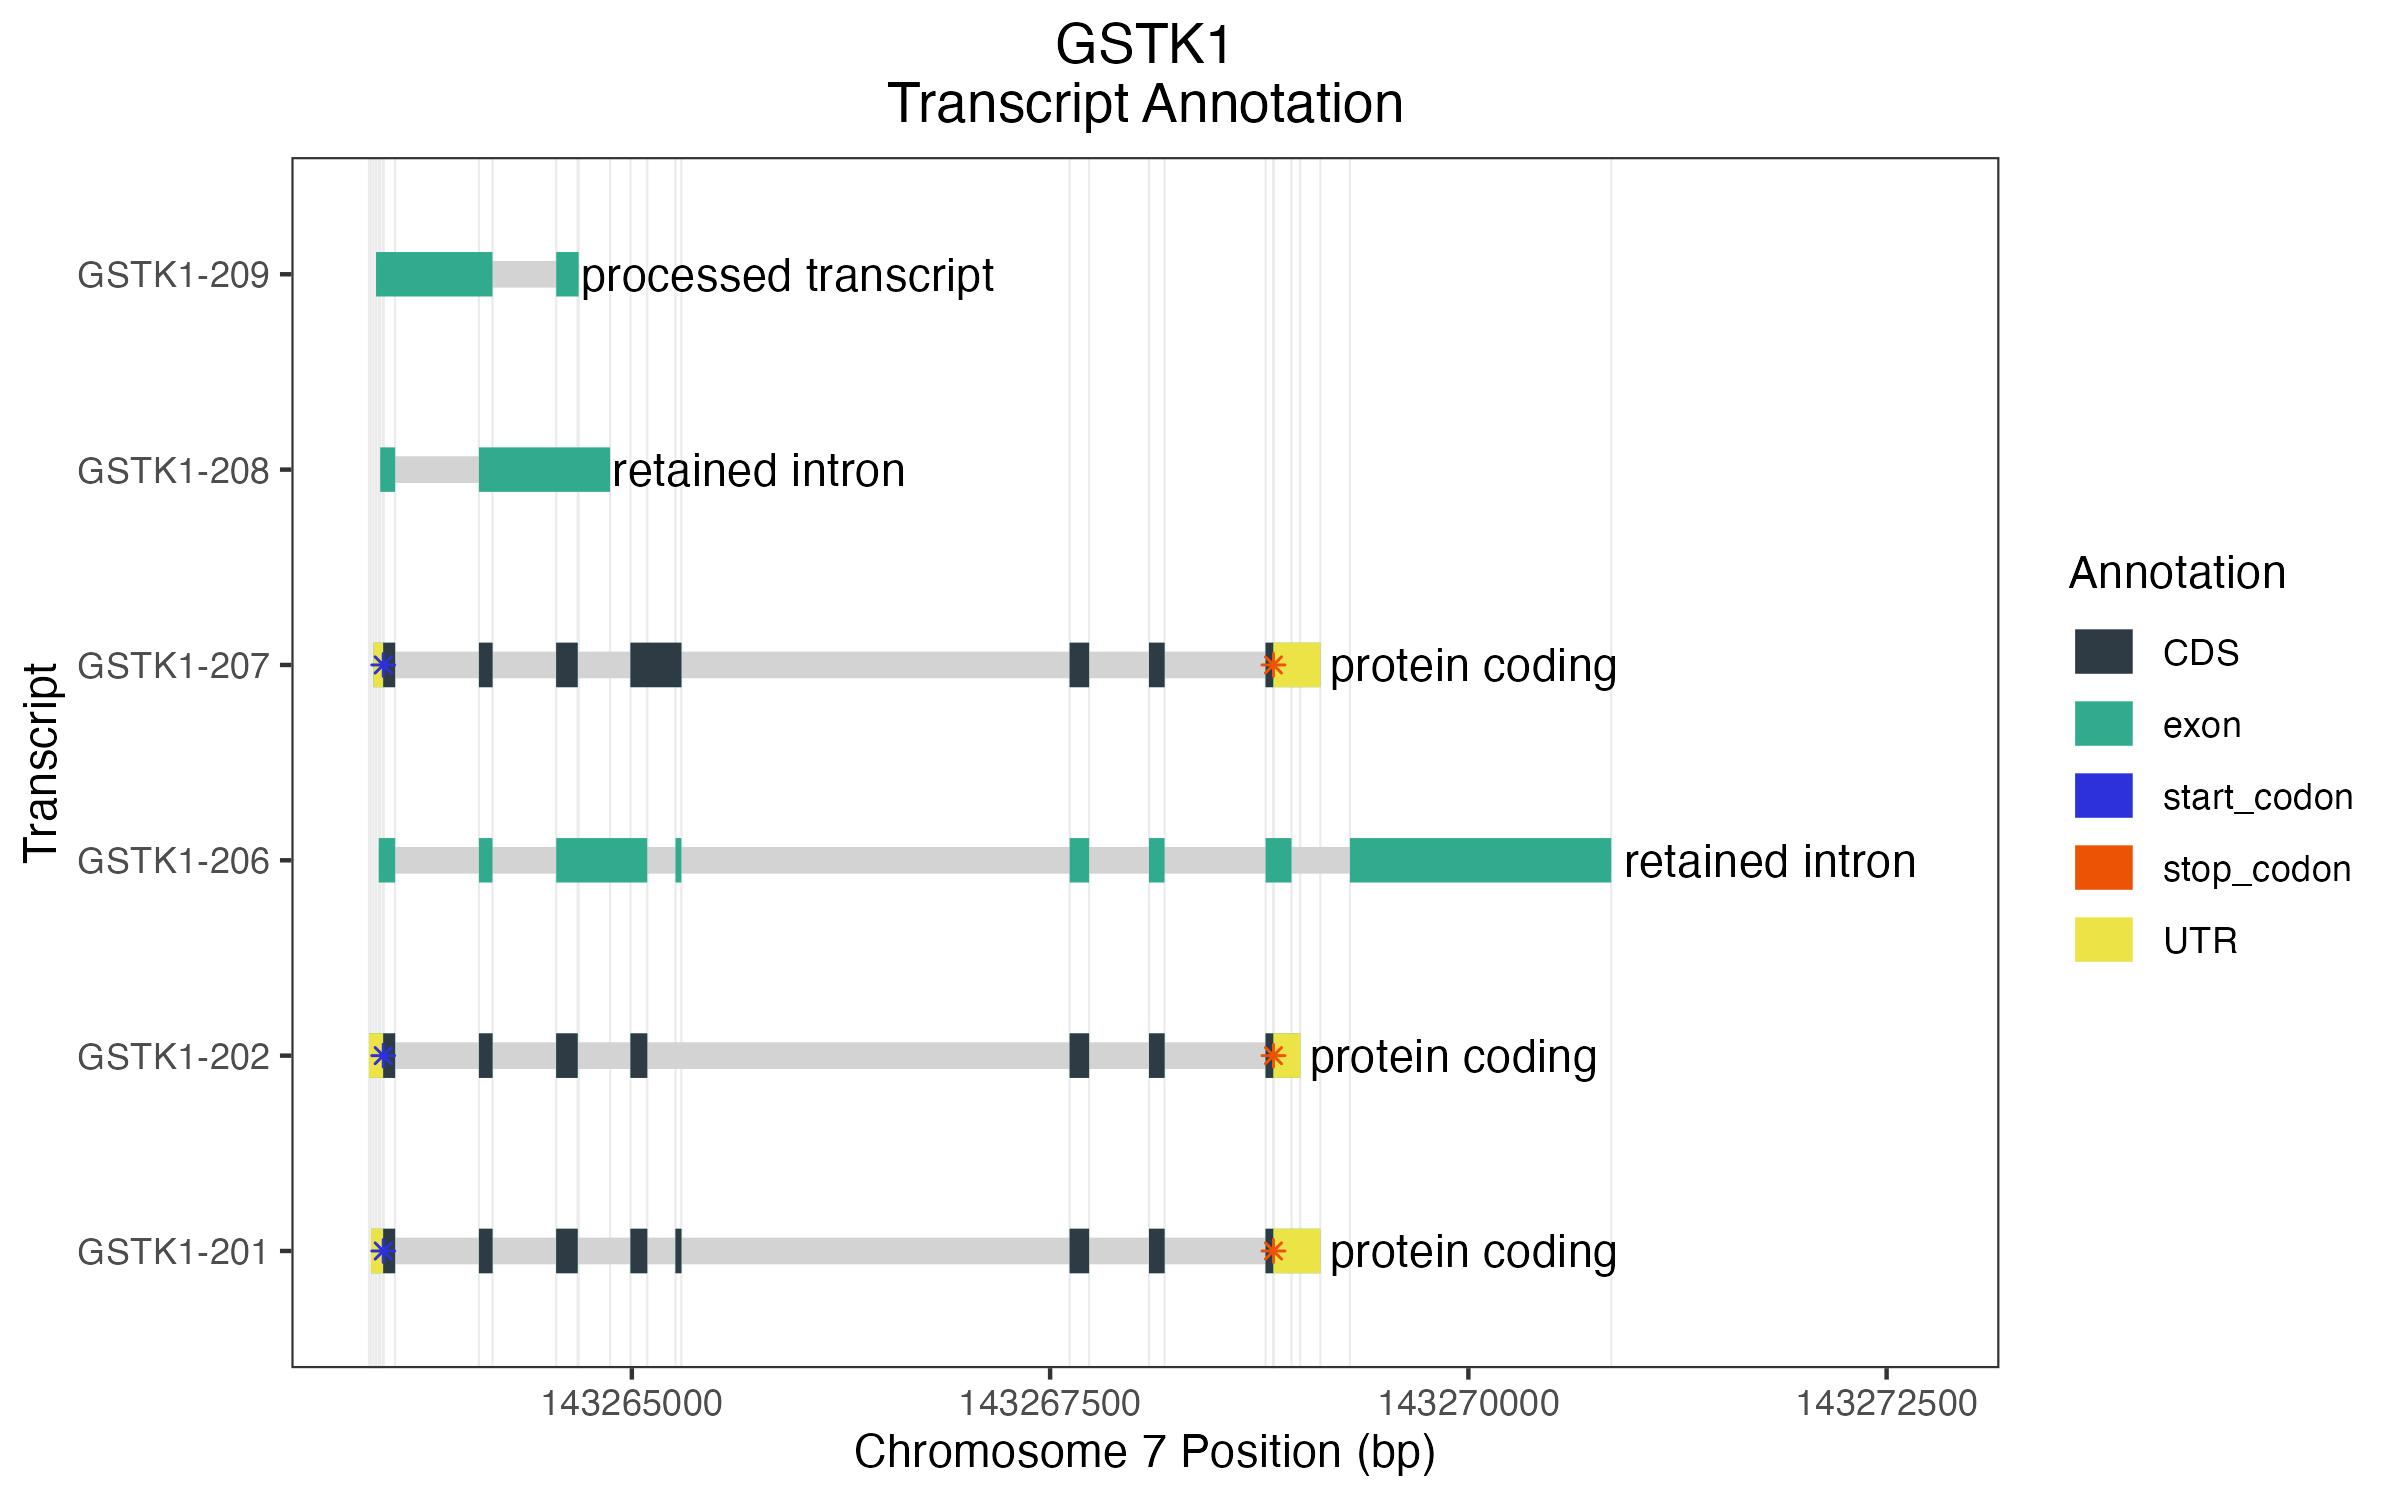 GSTK1
Transcript Annotation
GSTK1-209
processed transcript
GSTK1-208
retained intron
GSTK1-207
protein coding
GSTK1-206
retained intron
GSTK1-202
protein coding
GSTK1-201
protein coding
Transcript
143265000 143267500 143270000 143272500
Chromosome 7 Position (bp)
Annotation
CDS
exon
start_codon
stop_codon
UTR